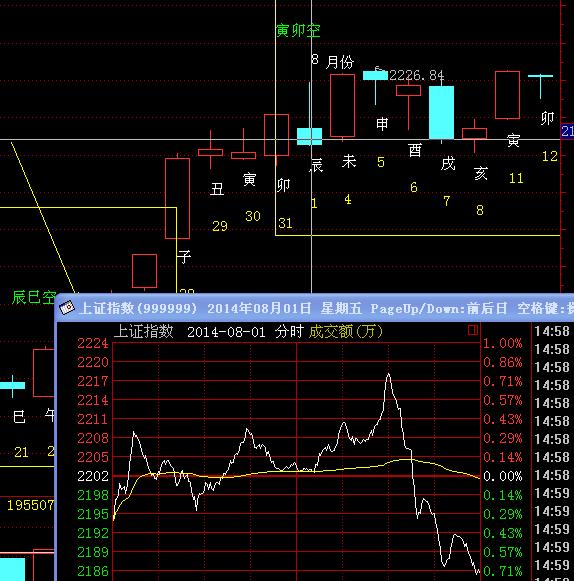 寅卯空
8 月份
2226.84
卯
21
申
寅
酉
12
未
辰
戌
5
亥
丑
寅
卯
11
6
4
7
1
8
30
29
31
子
28
辰巳空
上证指数(999999) 2014年08月01日 星期五 PageUp/Down:前后日 空格键:
上证指数 2014-08-01 分时 成交额(万)
2224 1.00% 14:58
2220 0.86% 14:58
2217 0.71% 14:58
2214 0.57% 14:58
2211 0.43% 14:58
2208 0.29% 14:58
2205 0.14% 14:58
2202 0.00% 14:58
2198 0.14% 14:59
2195 0.29% 14:59
2192 0.43% 14:59
2189 0.57% 14:59
2186 0.71% 14:59
14:59
巳
午
21
2
195507